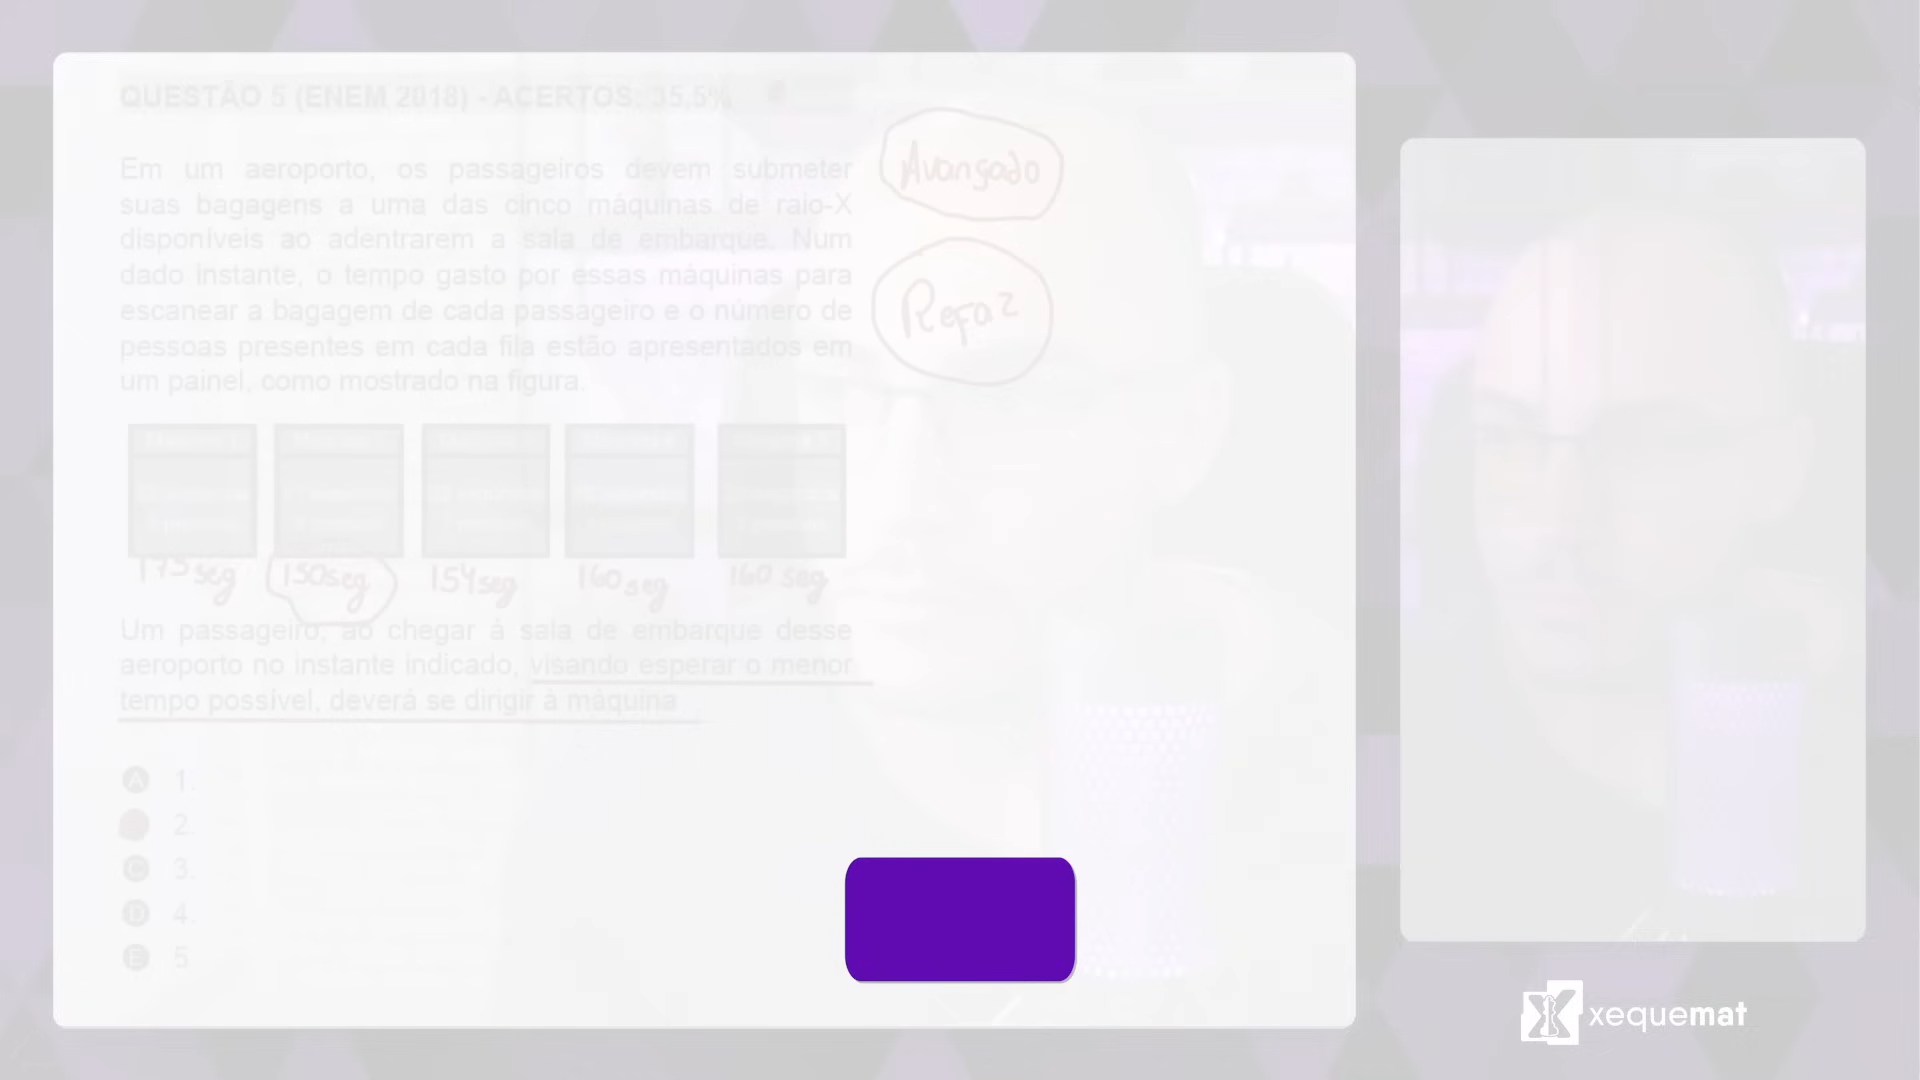 QUESTÃO 5 (ENEM 2018) - ACERTOS: 35,5%
Em um aeroporto, os passageiros devem submeter
suas bagagens a uma das cinco máquinas de raio-X
disponíveis ao adentrarem a sala de embarque. Num
dado instante, o tempo gasto por essas máquinas para
escanear a bagagem de cada passageiro e o número de
pessoas presentes em cada fila estão apresentados em
um painel, como mostrado na figura.
Avançado
Refaz
175 seg
150seg
154seg
160seg
160 seg
Um passageiro, ao chegar à sala de embarque desse
aeroporto no instante indicado, visando esperar o menor
tempo possível, deverá se dirigir à máquina
A 1.
2.
C 3.
D 4.
E 5
xequemat